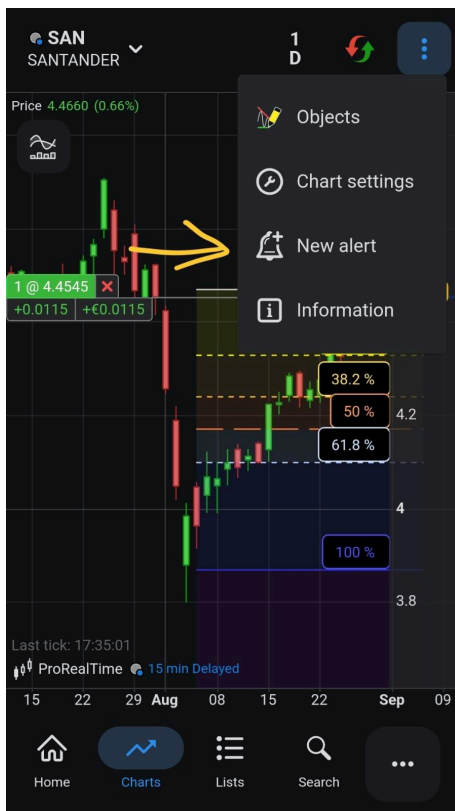 SAN
SANTANDER
1
D
Price 4.4660 (0.66%)
Objects
Chart settings
New alert
Information
1 @ 4.4545
+0.0115 +€0.0115
38.2 %
50 %
4.2
61.8 %
4
100 %
3.8
Last tick: 17:35:01
ProRealTime 15 min Delayed
15 22 29 Aug 08 15 22 Sep 09
Home Charts Lists Search